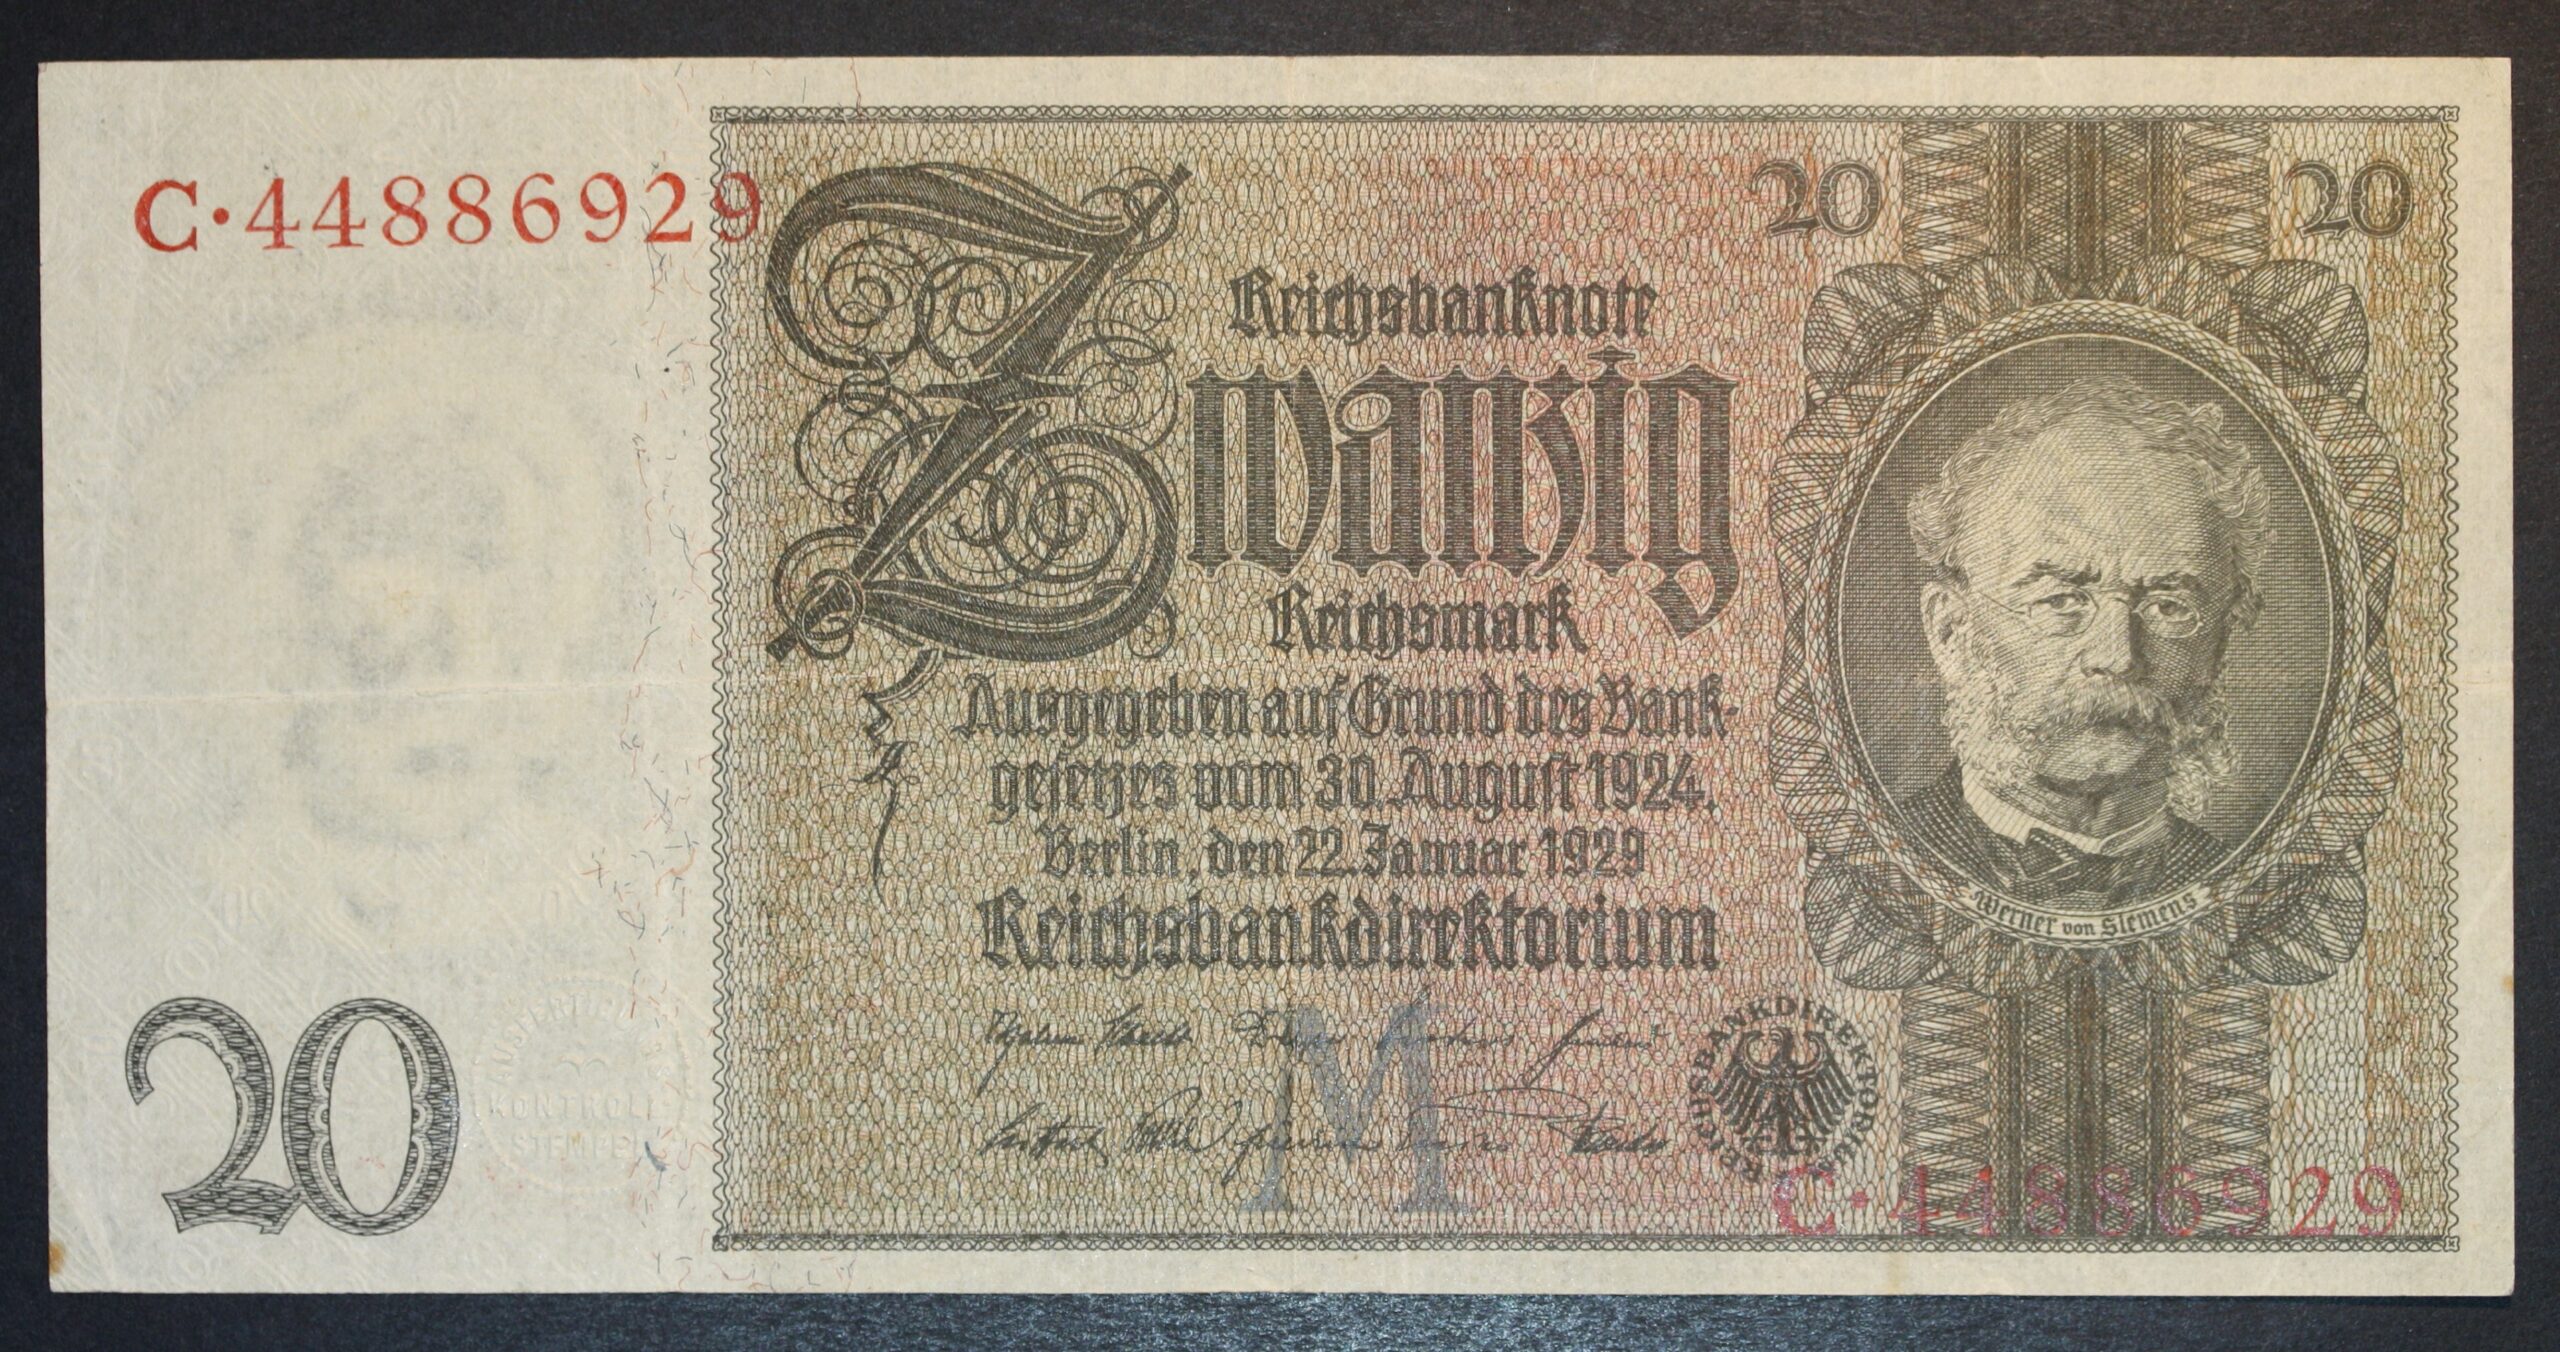 C·44886929
20
20
Reichsbanknote
Zwanzig
Reichsmark
Ausgegeben auf Grund des Bank-
gesetzes vom 30. August 1924.
Berlin, den 22. Januar 1929
Reichsbankdirektorium
Werner von Siemens
M
REICHSBANKDIREKTORIUM
20
AUSFERTIGUNGS
KONTROLL-
STEMPEL
C·44886929